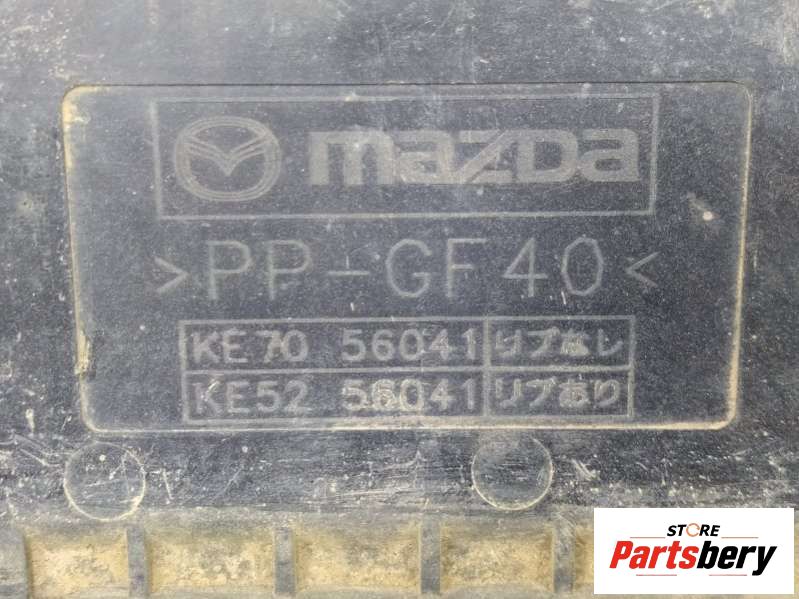 mazda
>PP-GF40<
KE70 56041 リブなし
KE52 56041 リブあり
STORE
Partsbery